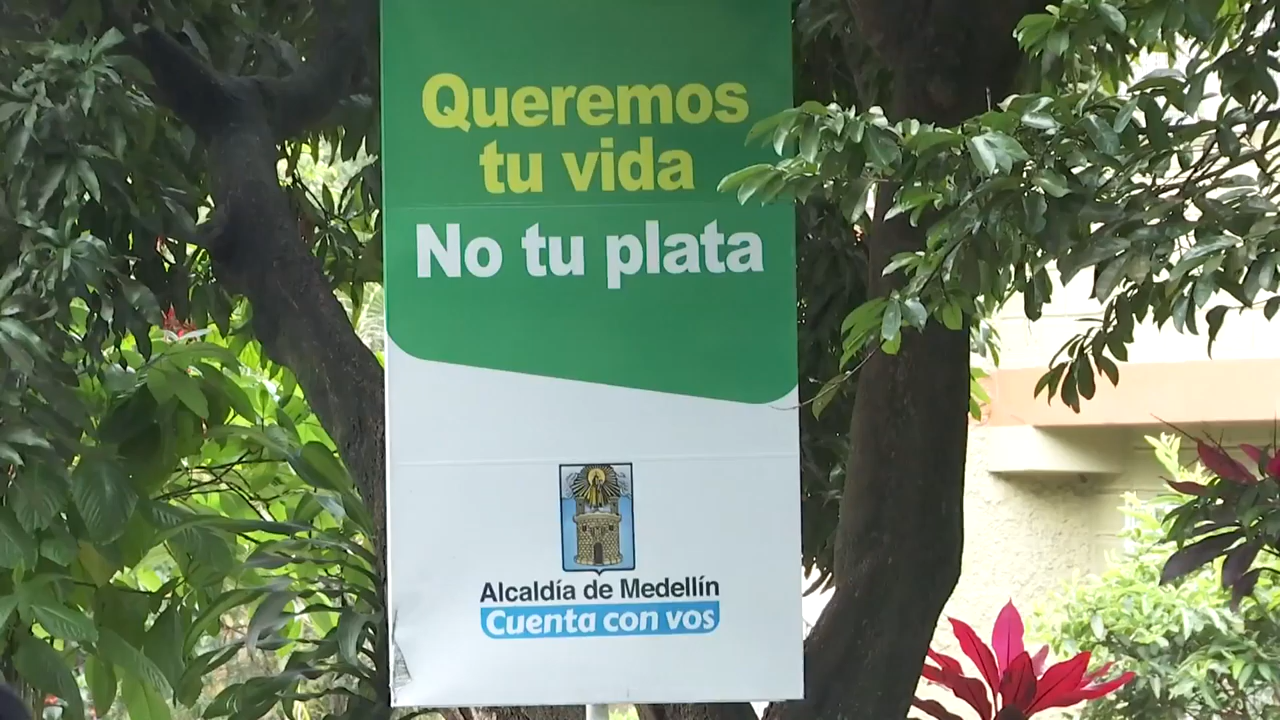 Queremos
tu vida
No tu plata
Alcaldía de Medellín
Cuenta con vos